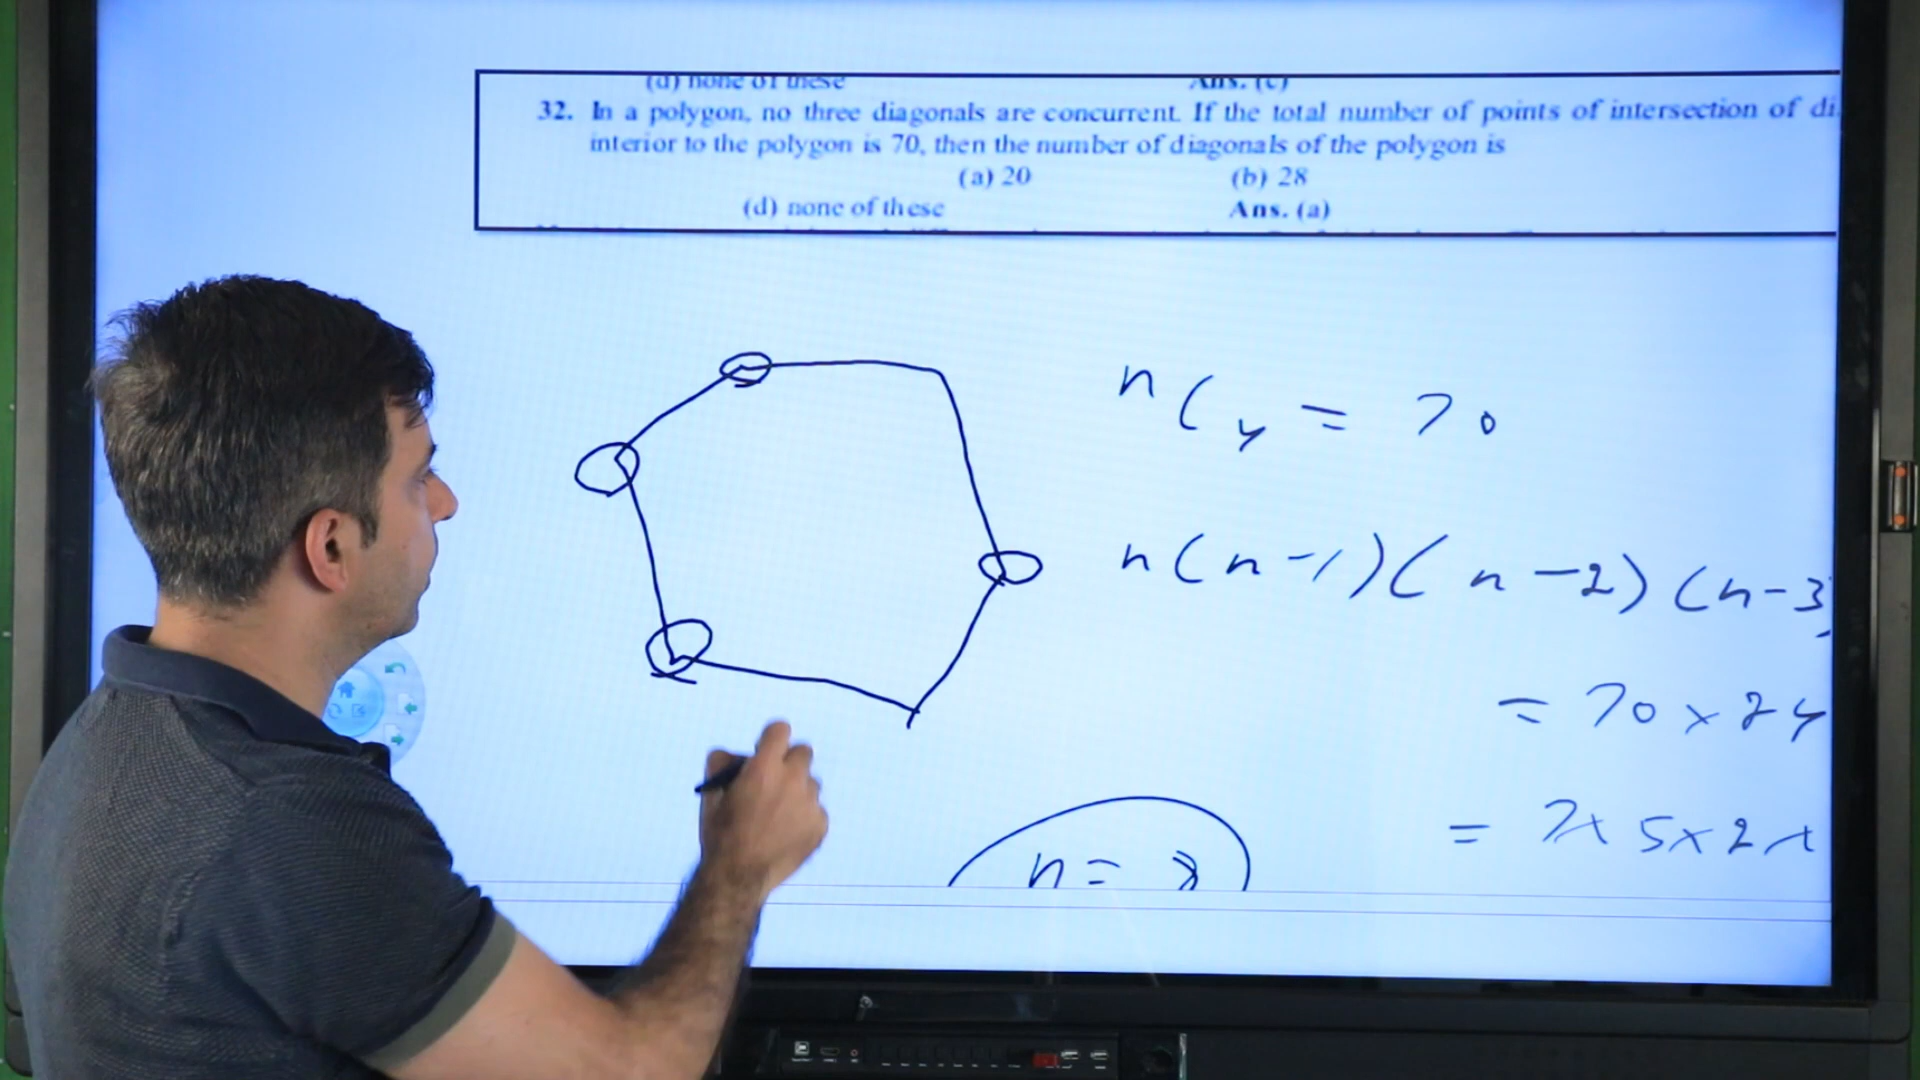 (d) none of these Ans. (c)
32. In a polygon, no three diagonals are concurrent. If the total number of points of intersection of di
interior to the polygon is 70, then the number of diagonals of the polygon is
(a) 20 (b) 28
(d) none of these Ans. (a)
n C 4 = 70
n(n-1)(n-2)(n-3)
= 70 x 24
= 7 x 5 x 2 x
n = 8